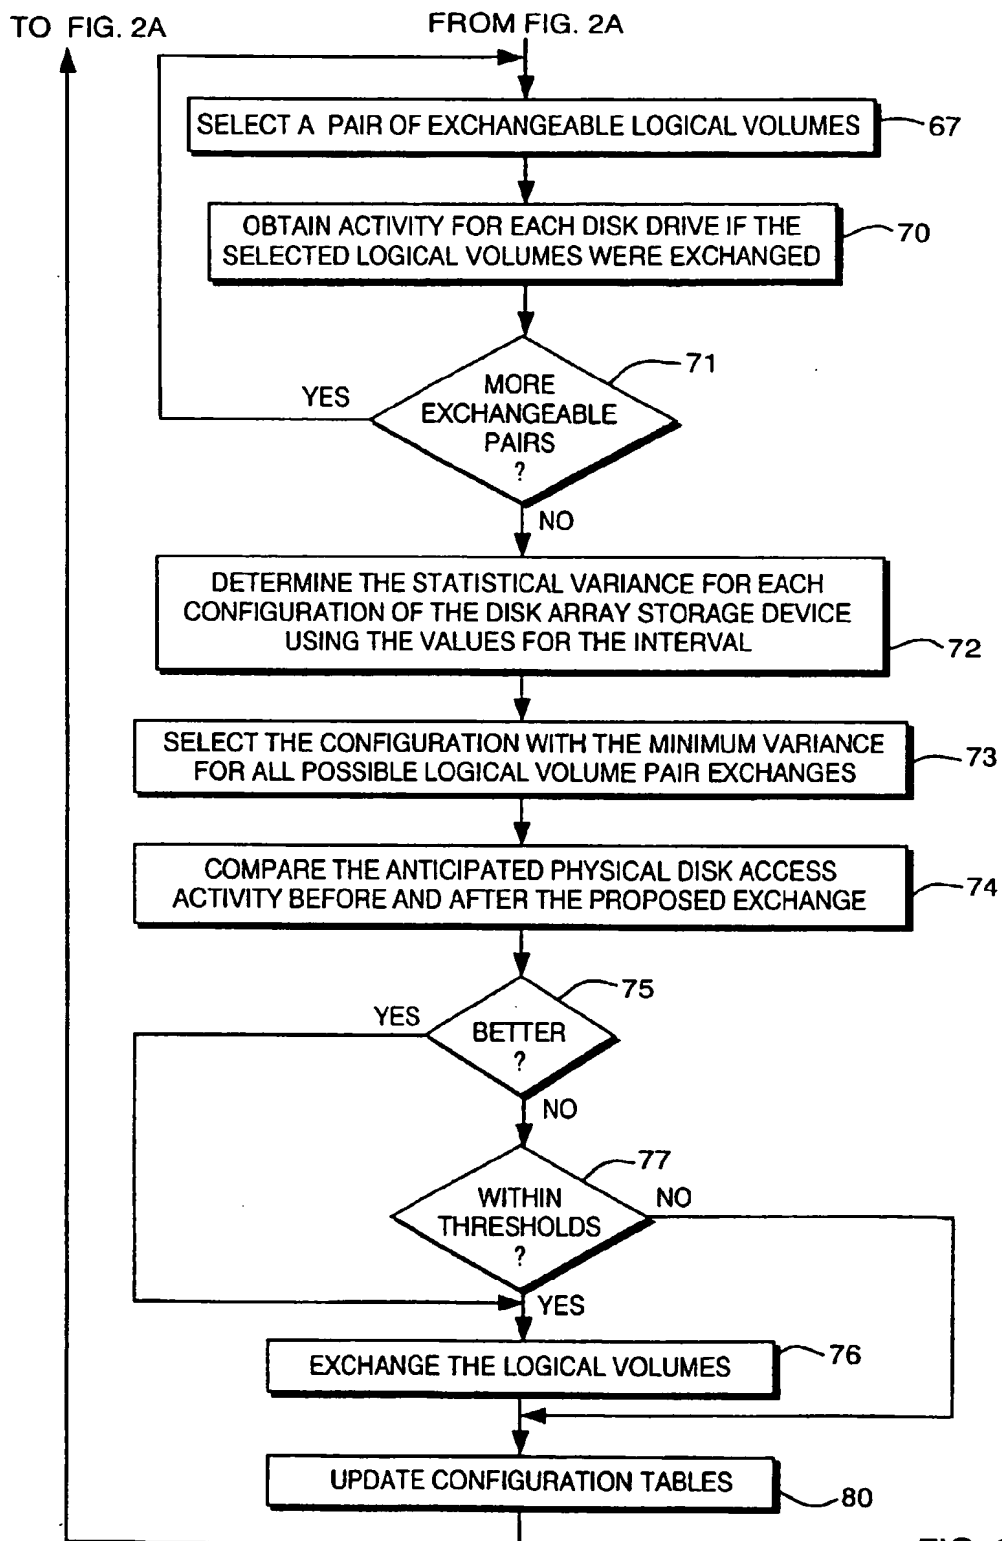 TO FIG. 2A
FROM FIG. 2A
SELECT A PAIR OF EXCHANGEABLE LOGICAL VOLUMES
67
OBTAIN ACTIVITY FOR EACH DISK DRIVE IF THE
SELECTED LOGICAL VOLUMES WERE EXCHANGED
70
71
MORE
EXCHANGEABLE
PAIRS
?
YES
NO
DETERMINE THE STATISTICAL VARIANCE FOR EACH
CONFIGURATION OF THE DISK ARRAY STORAGE DEVICE
USING THE VALUES FOR THE INTERVAL
72
SELECT THE CONFIGURATION WITH THE MINIMUM VARIANCE
FOR ALL POSSIBLE LOGICAL VOLUME PAIR EXCHANGES
73
COMPARE THE ANTICIPATED PHYSICAL DISK ACCESS
ACTIVITY BEFORE AND AFTER THE PROPOSED EXCHANGE
74
75
YES
BETTER
?
NO
77
WITHIN
THRESHOLDS
?
NO
YES
EXCHANGE THE LOGICAL VOLUMES
76
UPDATE CONFIGURATION TABLES
80